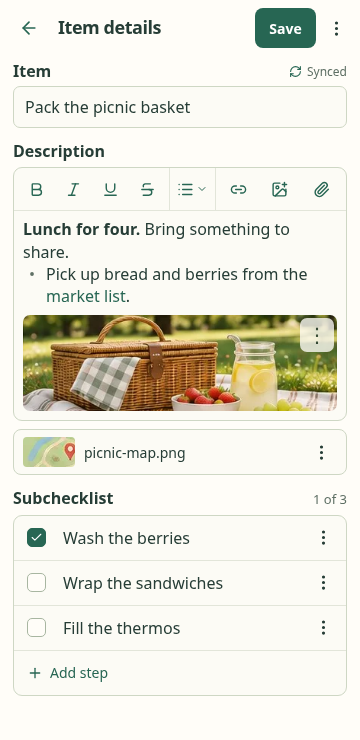 Item details
Save
Item
Synced
Pack the picnic basket
Description
B I U S
Lunch for four. Bring something to
share.
• Pick up bread and berries from the
market list.
picnic-map.png
Subchecklist
1 of 3
Wash the berries
Wrap the sandwiches
Fill the thermos
+ Add step